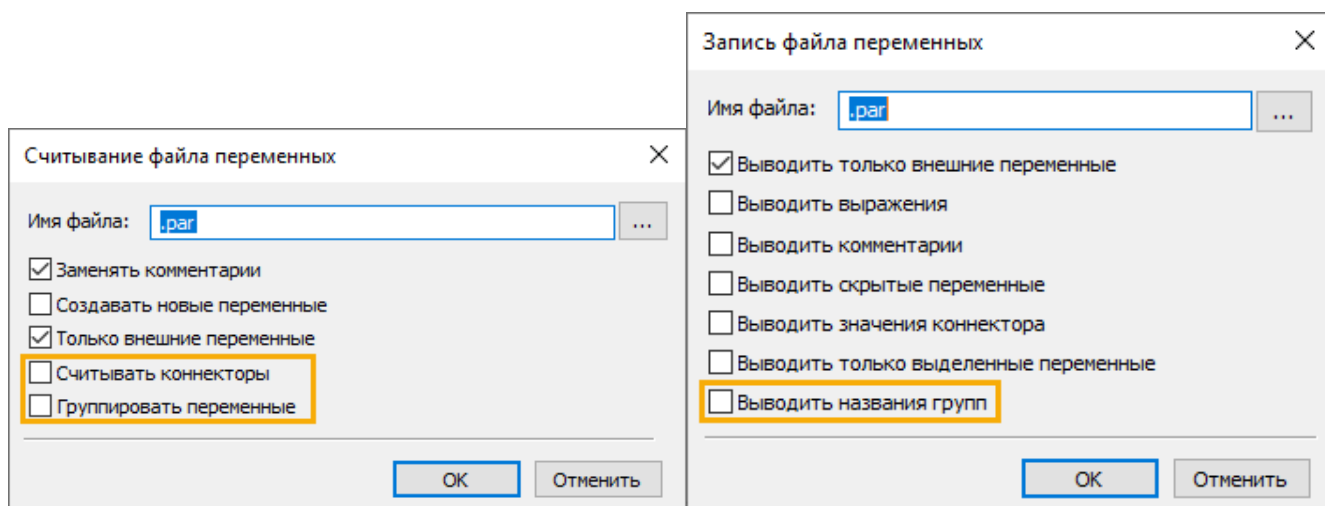 Считывание файла переменных
Имя файла: .par ...
Заменять комментарии
Создавать новые переменные
Только внешние переменные
Считывать коннекторы
Группировать переменные
OK Отменить
Запись файла переменных
Имя файла: .par ...
Выводить только внешние переменные
Выводить выражения
Выводить комментарии
Выводить скрытые переменные
Выводить значения коннектора
Выводить только выделенные переменные
Выводить названия групп
OK Отменить